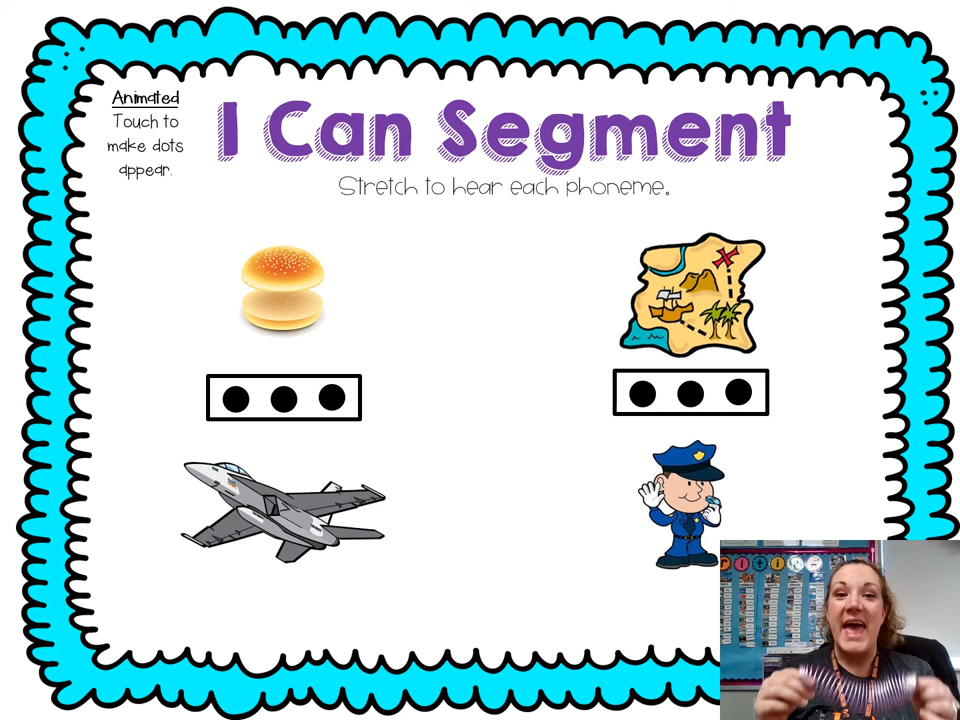 Animated
Touch to
make dots
appear.
I Can Segment
Stretch to hear each phoneme.